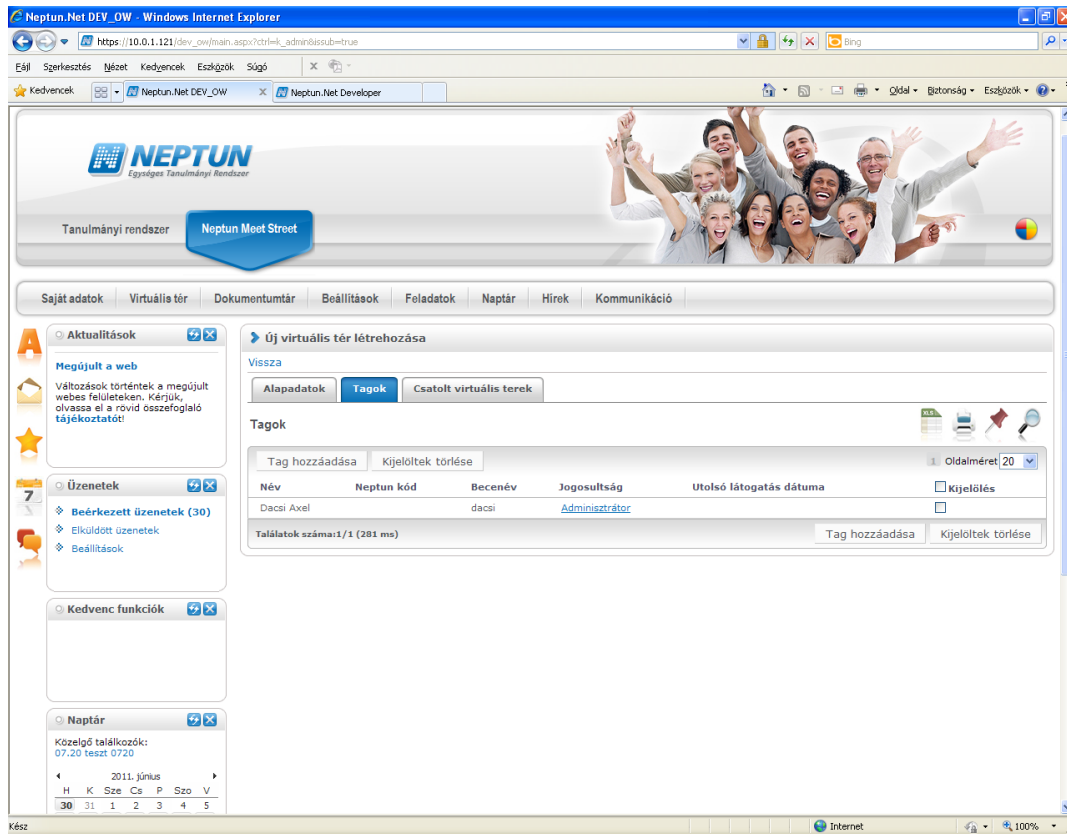 Neptun.Net DEV_OW - Windows Internet Explorer
https://10.0.1.121/dev_ow/main.aspx?ctrl=k_admin&issub=true
Bing
Fájl Szerkesztés Nézet Kedvencek Eszközök Súgó
Kedvencek Neptun.Net DEV_OW Neptun.Net Developer Oldal Biztonság Eszközök
NEPTUN
Egységes Tanulmányi Rendszer
Tanulmányi rendszer Neptun Meet Street
Saját adatok Virtuális tér Dokumentumtár Beállítások Feladatok Naptár Hírek Kommunikáció
Aktualitások
Megújult a web
Változások történtek a megújult
webes felületeken. Kérjük,
olvassa el a rövid összefoglaló
tájékoztatót!
7
Üzenetek
Beérkezett üzenetek (30)
Elküldött üzenetek
Beállítások
Kedvenc funkciók
Naptár
Közelgő találkozók:
07.20 teszt 0720
2011. június
H K Sze Cs P Szo V
30 31 1 2 3 4 5
Új virtuális tér létrehozása
Vissza
Alapadatok Tagok Csatolt virtuális terek
Tagok
XLS
Tag hozzáadása Kijelöltek törlése 1 Oldalméret 20
Név Neptun kód Becenév Jogosultság Utolsó látogatás dátuma Kijelölés
Dacsi Axel dacsi Adminisztrátor
Találatok száma:1/1 (281 ms) Tag hozzáadása Kijelöltek törlése
Kész Internet 100%